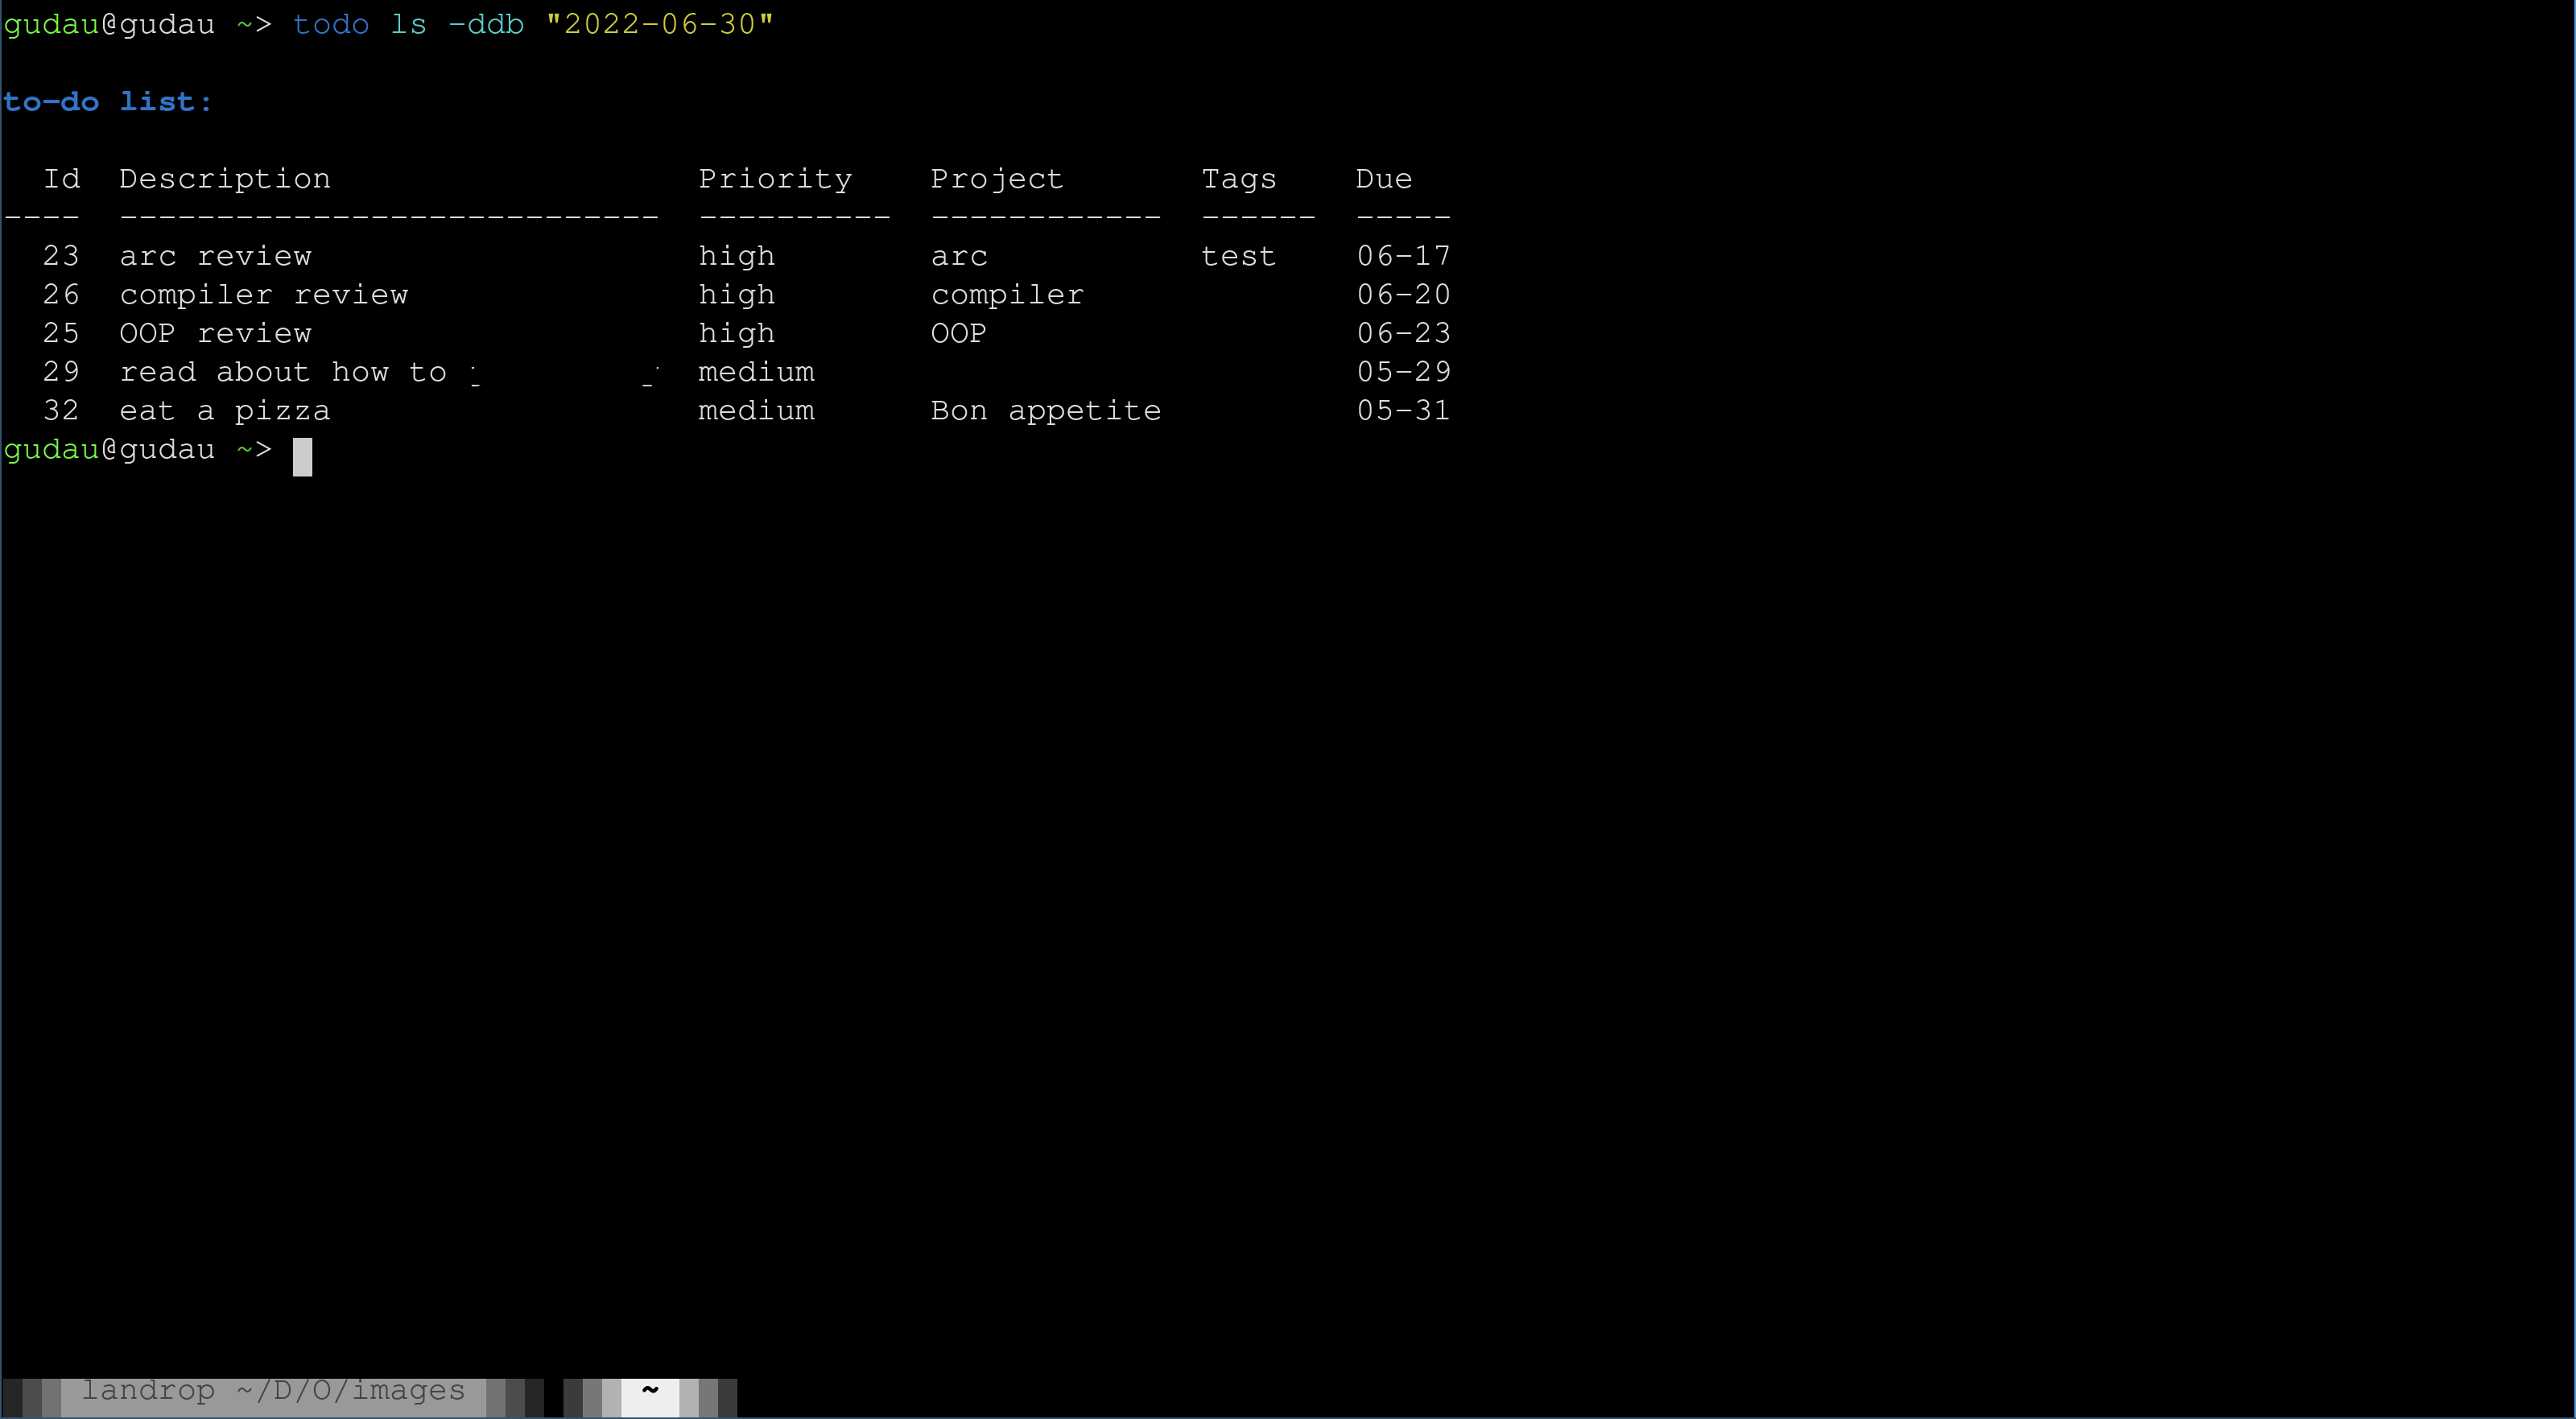 gudau@gudau ~> todo ls -ddb "2022-06-30"
to-do list:
Id Description Priority Project Tags Due
---- ---------------------------- ---------- ------------ ------ -----
23 arc review high arc test 06-17
26 compiler review high compiler 06-20
25 OOP review high OOP 06-23
29 read about how to medium 05-29
32 eat a pizza medium Bon appetite 05-31
gudau@gudau ~>
landrop ~/D/O/images ~